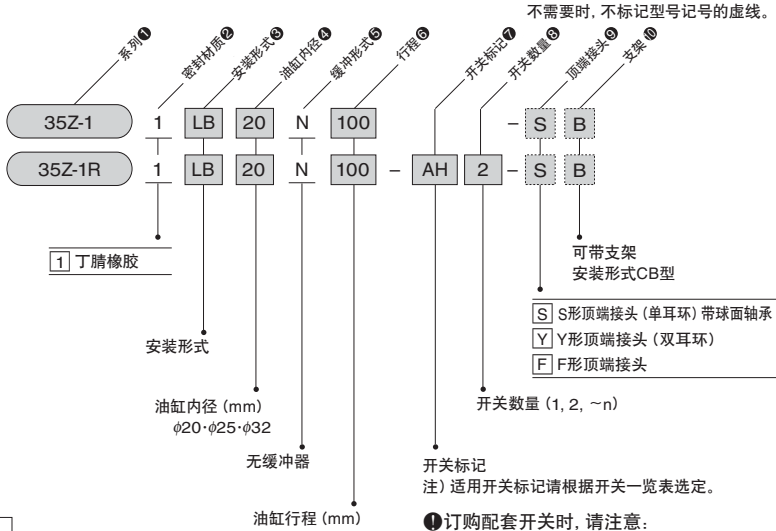 不需要时，不标记型号记号的虚线。
系列❶
密封材质❷
安装形式❸
油缸内径❹
缓冲形式❺
行程❻
开关标记❼
开关数量❽
顶端接头❾
支架❿
35Z-1 1 LB 20 N 100 – S B
35Z-1R 1 LB 20 N 100 – AH 2 – S B
1 丁腈橡胶
可带支架
安装形式CB型
S S形顶端接头（单耳环）带球面轴承
Y Y形顶端接头（双耳环）
F F形顶端接头
安装形式
油缸内径（mm）
φ20·φ25·φ32
开关数量（1, 2, ~n）
无缓冲器
开关标记
注）适用开关标记请根据开关一览表选定。
油缸行程（mm）
!订购配套开关时，请注意：